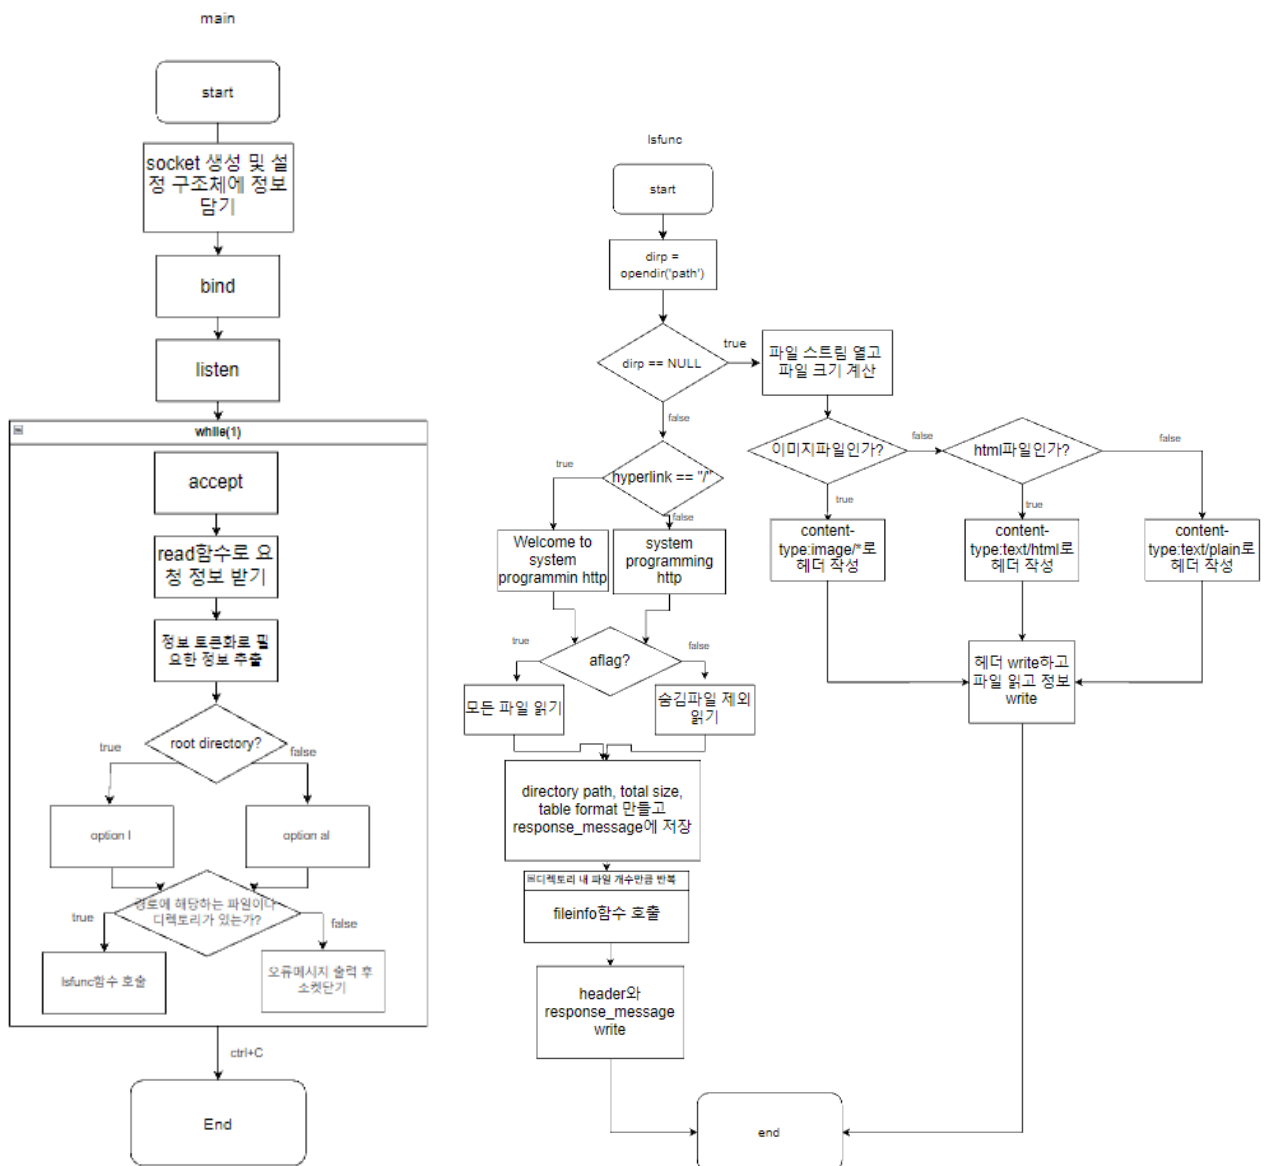 main
start
socket 생성 및 설
정 구조체에 정보
담기
bind
listen
while(1)
accept
read함수로 요
청 정보 받기
정보 토큰화로 필
요한 정보 추출
root directory?
true
false
option l
option al
경로에 해당하는 파일이나
디렉토리가 있는가?
true
false
lsfunc함수 호출
오류메시지 출력 후
소켓닫기
ctrl+C
End
lsfunc
start
dirp =
opendir('path')
dirp == NULL
true
false
파일 스트림 열고
파일 크기 계산
이미지파일인가?
false
html파일인가?
false
true
true
content-
type:image/*로
헤더 작성
content-
type:text/html로
헤더 작성
content-
type:text/plain로
헤더 작성
헤더 write하고
파일 읽고 정보
write
hyperlink == "/"
true
false
Welcome to
system
programmin http
system
programming
http
aflag?
true
false
모든 파일 읽기
숨김파일 제외
읽기
directory path, total size,
table format 만들고
response_message에 저장
디렉토리 내 파일 개수만큼 반복
fileinfo함수 호출
header와
response_message
write
end